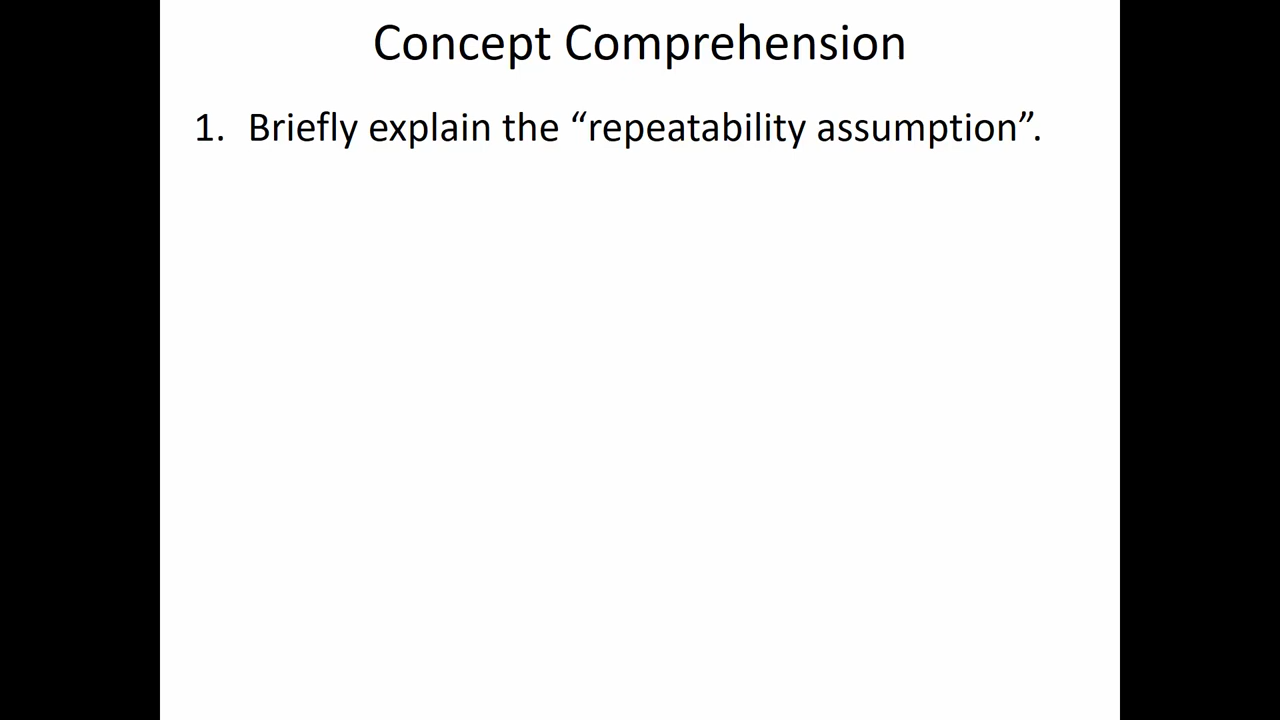 Concept Comprehension
1. Briefly explain the “repeatability assumption”.